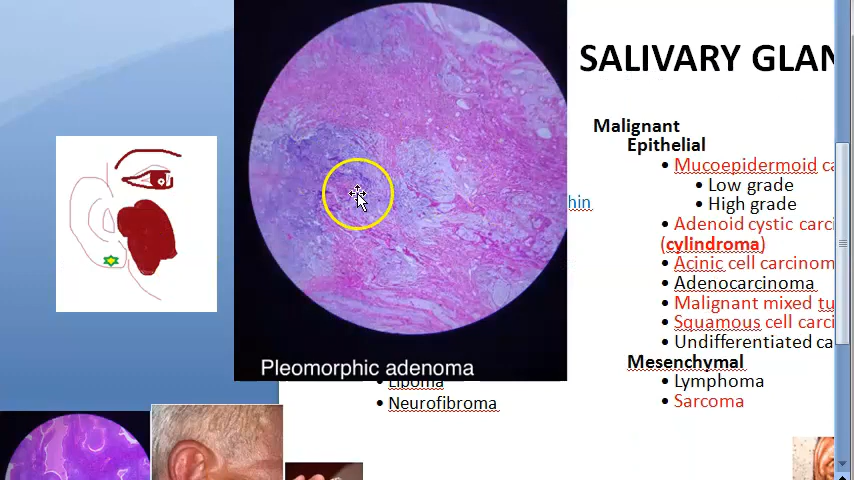 SALIVARY GLAN
Malignant
Epithelial
• Mucoepidermoid ca
• Low grade
• High grade
hin
• Adenoid cystic carci
(cylindroma)
• Acinic cell carcinom
• Adenocarcinoma
• Malignant mixed tu
• Squamous cell carci
• Undifferentiated ca
Mesenchymal
• Lymphoma
• Sarcoma
Pleomorphic adenoma
• Lipoma
• Neurofibroma